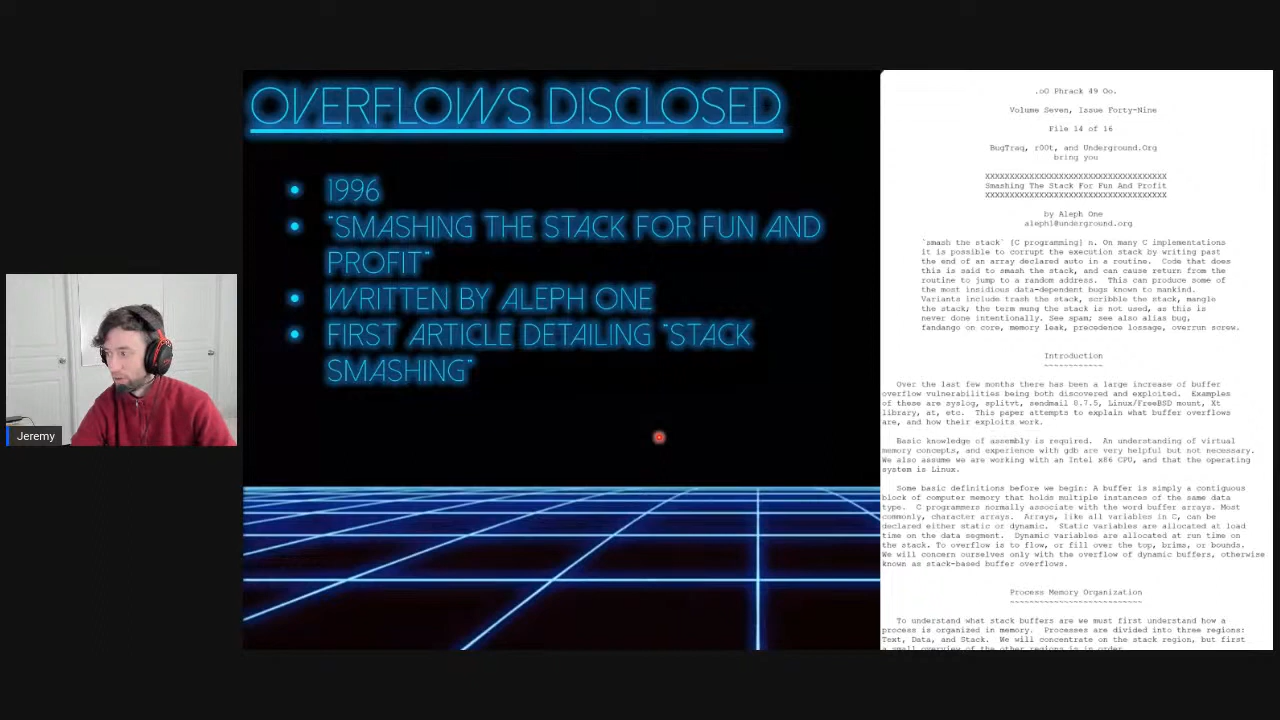 OVERFLOWS DISCLOSED
• 1996
• "SMASHING THE STACK FOR FUN AND
PROFIT"
• WRITTEN BY ALEPH ONE
• FIRST ARTICLE DETAILING "STACK
SMASHING"
Jeremy
.oO Phrack 49 Oo.
Volume Seven, Issue Forty-Nine
File 14 of 16
BugTraq, r00t, and Underground.Org
bring you
XXXXXXXXXXXXXXXXXXXXXXXXXXXXXXXXXXXXX
Smashing The Stack For Fun And Profit
XXXXXXXXXXXXXXXXXXXXXXXXXXXXXXXXXXXXX
by Aleph One
aleph1@underground.org
`smash the stack` [C programming] n. On many C implementations
it is possible to corrupt the execution stack by writing past
the end of an array declared auto in a routine.  Code that does
this is said to smash the stack, and can cause return from the
routine to jump to a random address.  This can produce some of
the most insidious data-dependent bugs known to mankind.
Variants include trash the stack, scribble the stack, mangle
the stack; the term mung the stack is not used, as this is
never done intentionally. See spam; see also alias bug,
fandango on core, memory leak, precedence lossage, overrun screw.
Introduction
~~~~~~~~~~~~
Over the last few months there has been a large increase of buffer
overflow vulnerabilities being both discovered and exploited.  Examples
of these are syslog, splitvt, sendmail 8.7.5, Linux/FreeBSD mount, Xt
library, at, etc.  This paper attempts to explain what buffer overflows
are, and how their exploits work.
Basic knowledge of assembly is required.  An understanding of virtual
memory concepts, and experience with gdb are very helpful but not necessary.
We also assume we are working with an Intel x86 CPU, and that the operating
system is Linux.
Some basic definitions before we begin: A buffer is simply a contiguous
block of computer memory that holds multiple instances of the same data
type.  C programmers normally associate with the word buffer arrays. Most
commonly, character arrays.  Arrays, like all variables in C, can be
declared either static or dynamic.  Static variables are allocated at load
time on the data segment.  Dynamic variables are allocated at run time on
the stack. To overflow is to flow, or fill over the top, brims, or bounds.
We will concern ourselves only with the overflow of dynamic buffers, otherwise
known as stack-based buffer overflows.
Process Memory Organization
~~~~~~~~~~~~~~~~~~~~~~~~~~~
To understand what stack buffers are we must first understand how a
process is organized in memory.  Processes are divided into three regions:
Text, Data, and Stack.  We will concentrate on the stack region, but first
a small overview of the other regions is in order.